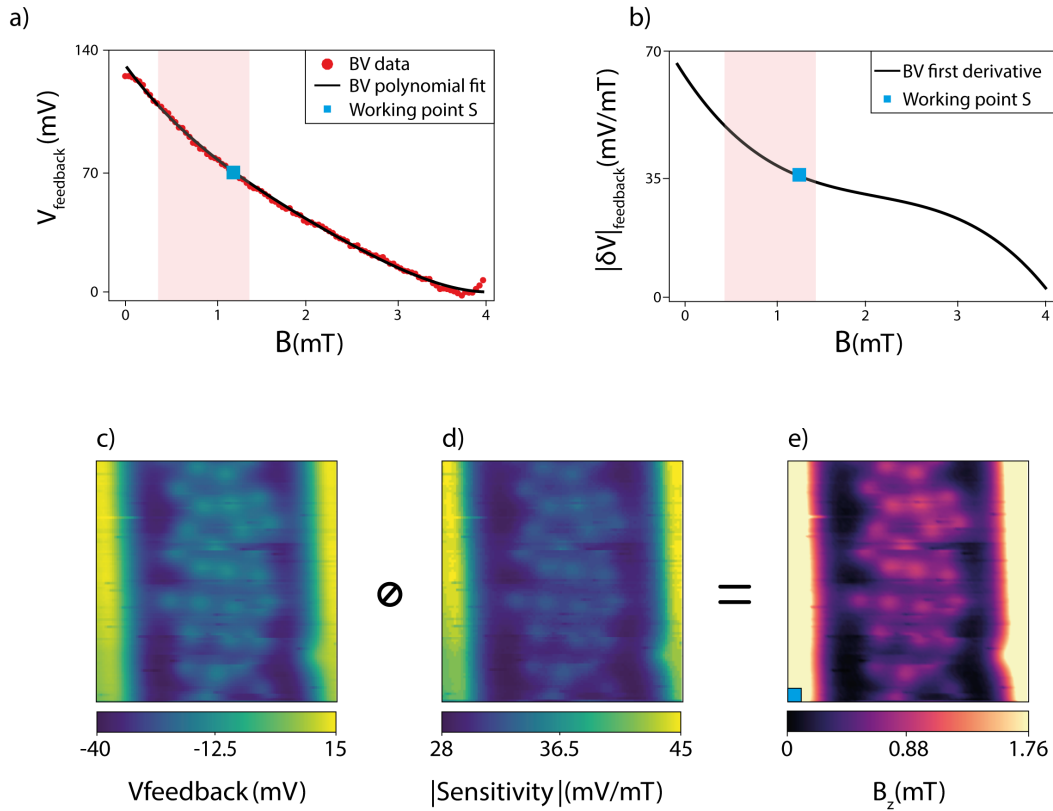 a)
140
70
0
V_feedback (mV)
BV data
BV polynomial fit
Working point S
0 1 2 3 4
B(mT)
b)
70
35
0
|δV|_feedback (mV/mT)
BV first derivative
Working point S
0 1 2 3 4
B(mT)
c) d) e)
⊘ =
-40 -12.5 15
Vfeedback (mV)
28 36.5 45
|Sensitivity| (mV/mT)
0 0.88 1.76
B_z(mT)